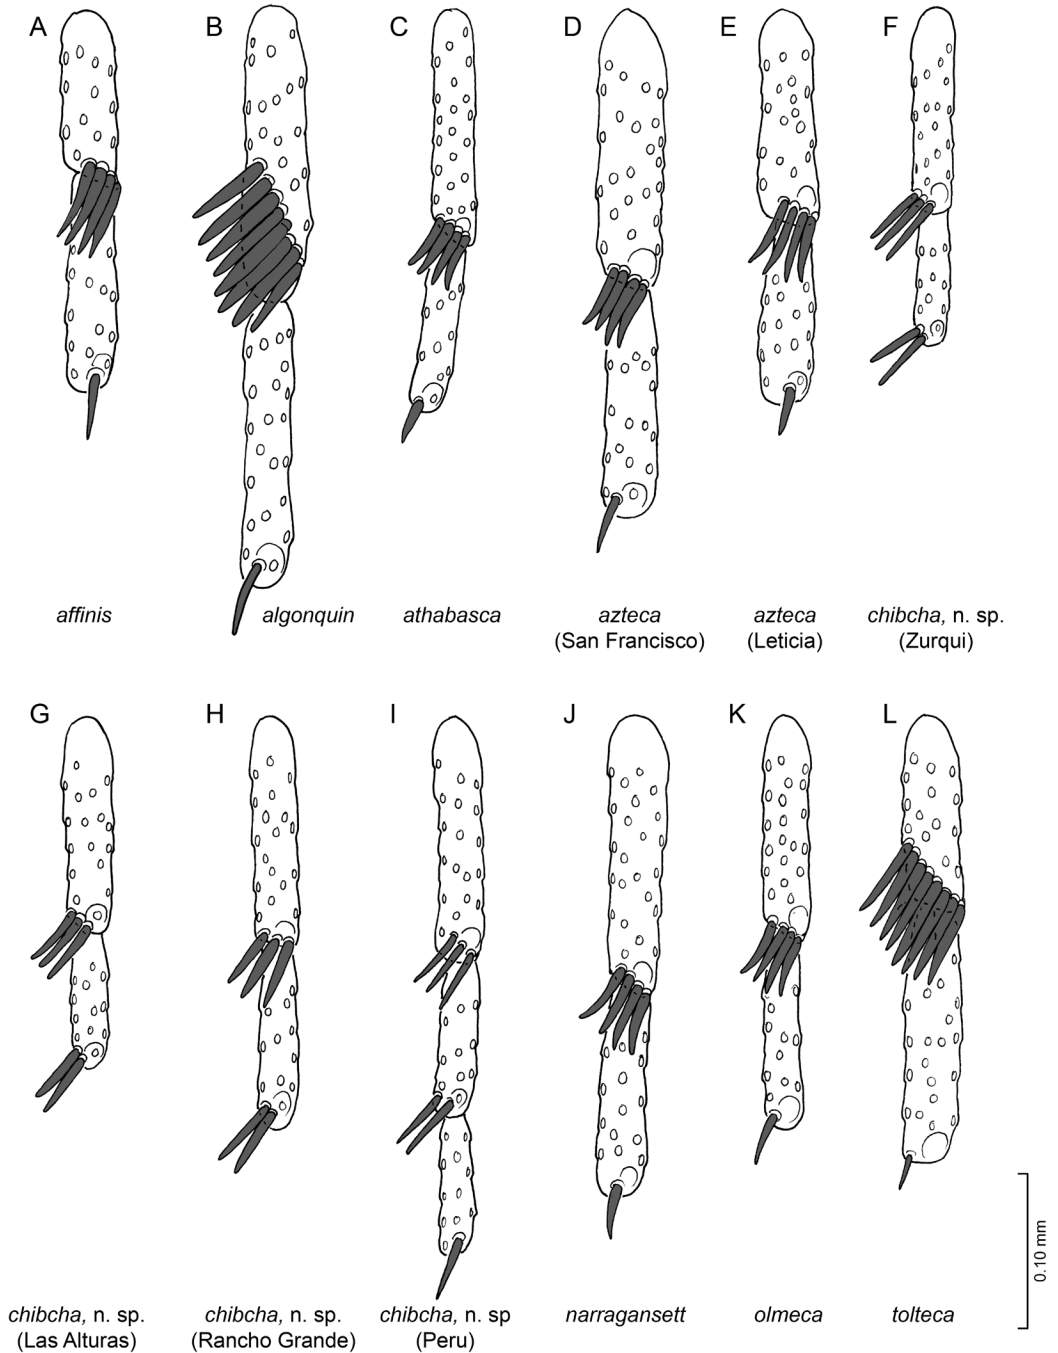 A B C D E F
affinis algonquin athabasca azteca azteca chibcha, n. sp.
(San Francisco) (Leticia) (Zurqui)
G H I J K L
0.10 mm
chibcha, n. sp. chibcha, n. sp. chibcha, n. sp narragansett olmeca tolteca
(Las Alturas) (Rancho Grande) (Peru)